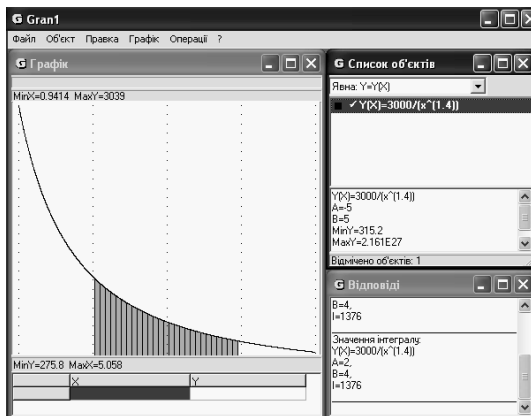 G Gran1
Файл Об'єкт Правка Графік Операції ?
G Графік
MinX=0.9414 MaxY=3039
MinY=275.8 MaxX=5.058
X Y
G Список об'єктів
Явна: Y=Y(X)
✓ Y(X)=3000/(x^(1.4))
Y(X)=3000/(x^(1.4))
A=-5
B=5
MinY=315.2
MaxY=2.161E27
Відмічено об'єктів: 1
G Відповіді
B=4,
I=1376
Значення інтегралу:
Y(X)=3000/(x^(1.4))
A=2,
B=4,
I=1376